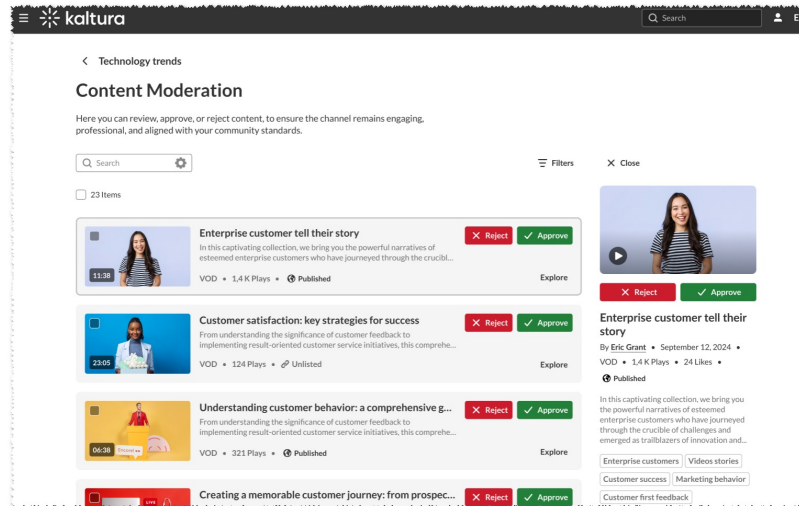 kaltura
Search
E
Technology trends
Content Moderation
Here you can review, approve, or reject content, to ensure the channel remains engaging,
professional, and aligned with your community standards.
Search
Filters
Close
23 Items
Enterprise customer tell their story
In this captivating collection, we bring you the powerful narratives of
esteemed enterprise customers who have journeyed through the crucibl...
VOD • 1,4 K Plays • Published
11:38
Reject
Approve
Explore
Customer satisfaction: key strategies for success
From understanding the significance of customer feedback to
implementing result-oriented customer service initiatives, this comprehe...
VOD • 124 Plays • Unlisted
23:05
Reject
Approve
Explore
Understanding customer behavior: a comprehensive g...
From understanding the significance of customer feedback to
implementing result-oriented customer service initiatives, this comprehe...
VOD • 321 Plays • Published
06:38
Reject
Approve
Explore
LIVE
Creating a memorable customer journey: from prospec...
Reject
Approve
Reject
Approve
Enterprise customer tell their
story
By Eric Grant • September 12, 2024 •
VOD • 1,4 K Plays • 24 Likes •
Published
In this captivating collection, we bring you
the powerful narratives of esteemed
enterprise customers who have journeyed
through the crucible of challenges and
emerged as trailblazers of innovation and...
Enterprise customers
Videos stories
Customer success
Marketing behavior
Customer first feedback